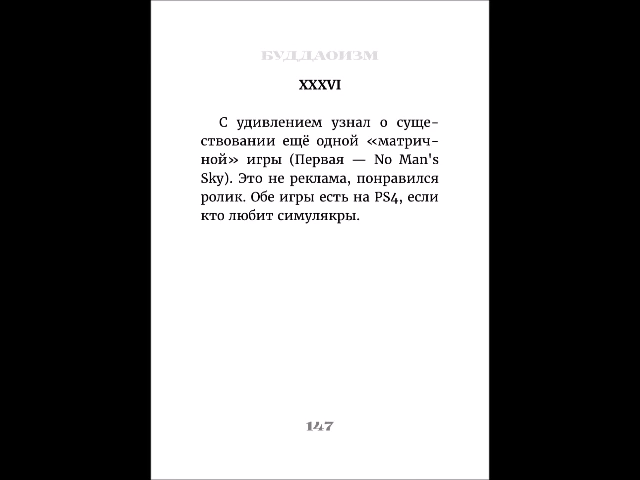 БУДДАОИЗМ
XXXVI
С удивлением узнал о суще-
ствовании ещё одной «матрич-
ной» игры (Первая — No Man's
Sky). Это не реклама, понравился
ролик. Обе игры есть на PS4, если
кто любит симулякры.
147